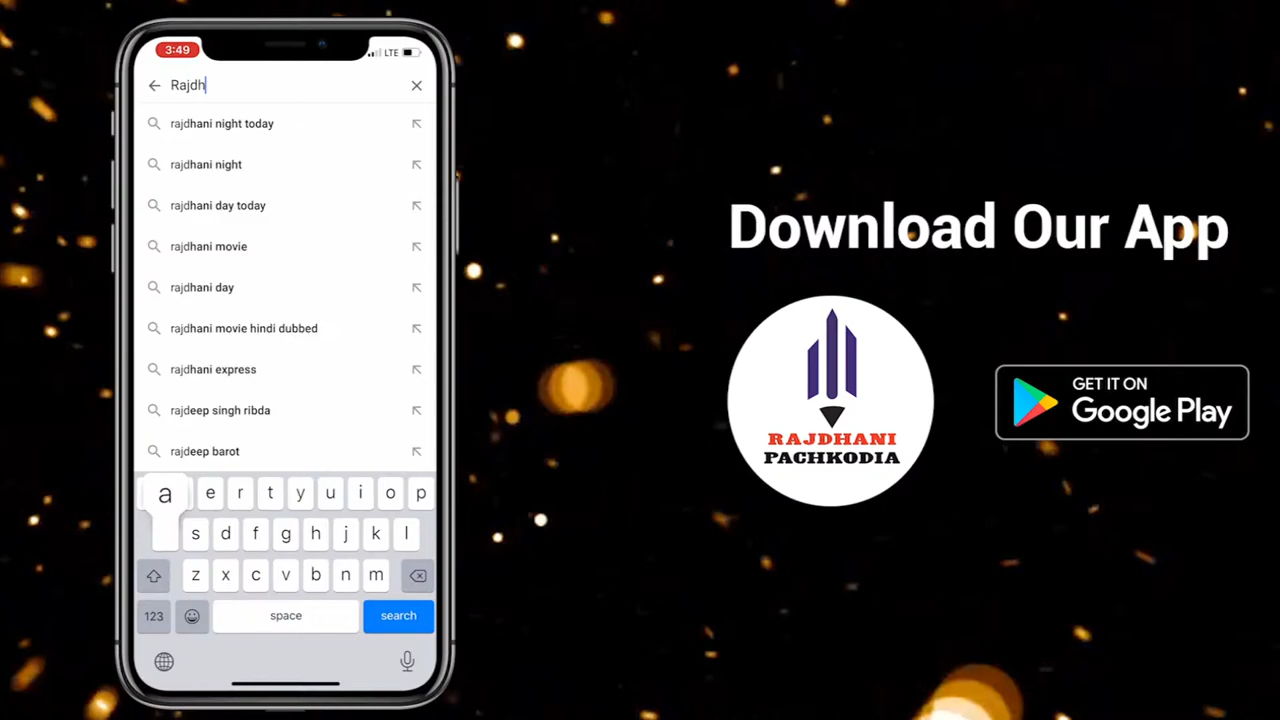 3:49
LTE
Rajdh
rajdhani night today
rajdhani night
rajdhani day today
rajdhani movie
rajdhani day
rajdhani movie hindi dubbed
rajdhani express
rajdeep singh ribda
rajdeep barot
a e r t y u i o p
s d f g h j k l
z x c v b n m
123 space search
Download Our App
RAJDHANI
PACHKODIA
GET IT ON
Google Play